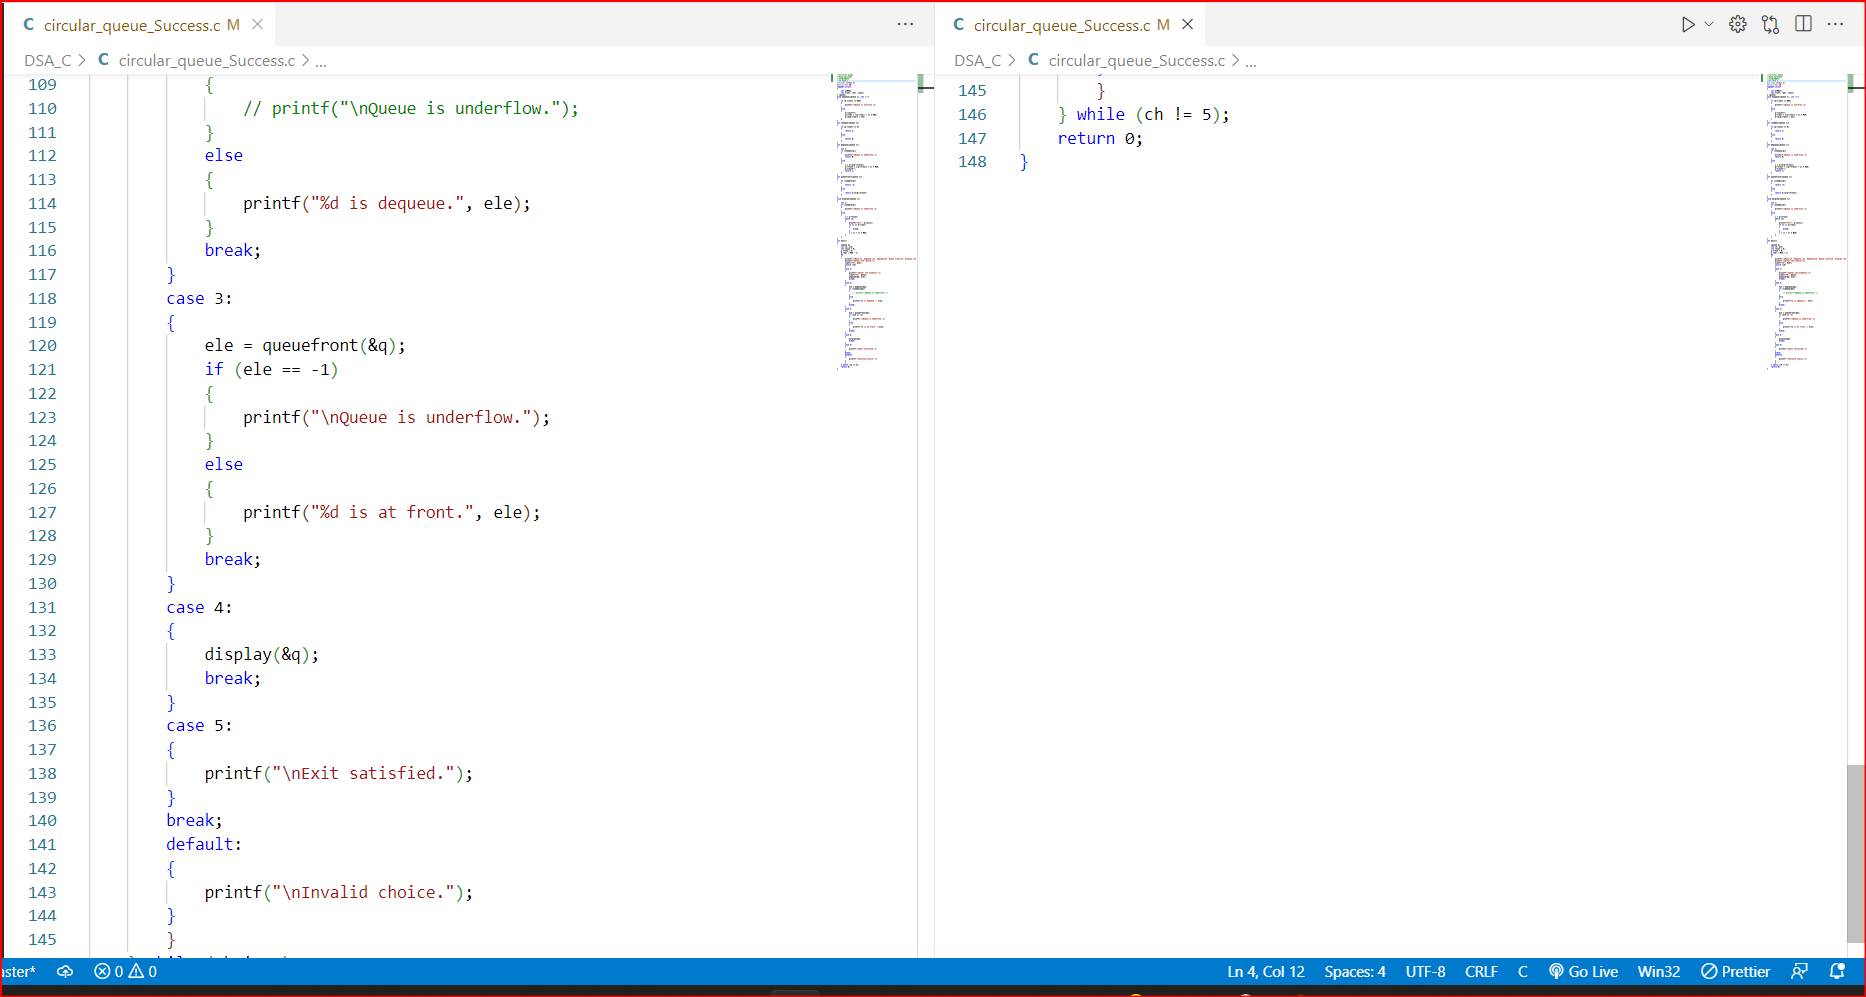 C circular_queue_Success.c M
DSA_C > C circular_queue_Success.c > ...
109 {
110 // printf("\nQueue is underflow.");
111 }
112 else
113 {
114 printf("%d is dequeue.", ele);
115 }
116 break;
117 }
118 case 3:
119 {
120 ele = queuefront(&q);
121 if (ele == -1)
122 {
123 printf("\nQueue is underflow.");
124 }
125 else
126 {
127 printf("%d is at front.", ele);
128 }
129 break;
130 }
131 case 4:
132 {
133 display(&q);
134 break;
135 }
136 case 5:
137 {
138 printf("\nExit satisfied.");
139 }
140 break;
141 default:
142 {
143 printf("\nInvalid choice.");
144 }
145 }
C circular_queue_Success.c M
DSA_C > C circular_queue_Success.c > ...
145 }
146 } while (ch != 5);
147 return 0;
148 }
aster* 0 0 Ln 4, Col 12 Spaces: 4 UTF-8 CRLF C Go Live Win32 Prettier